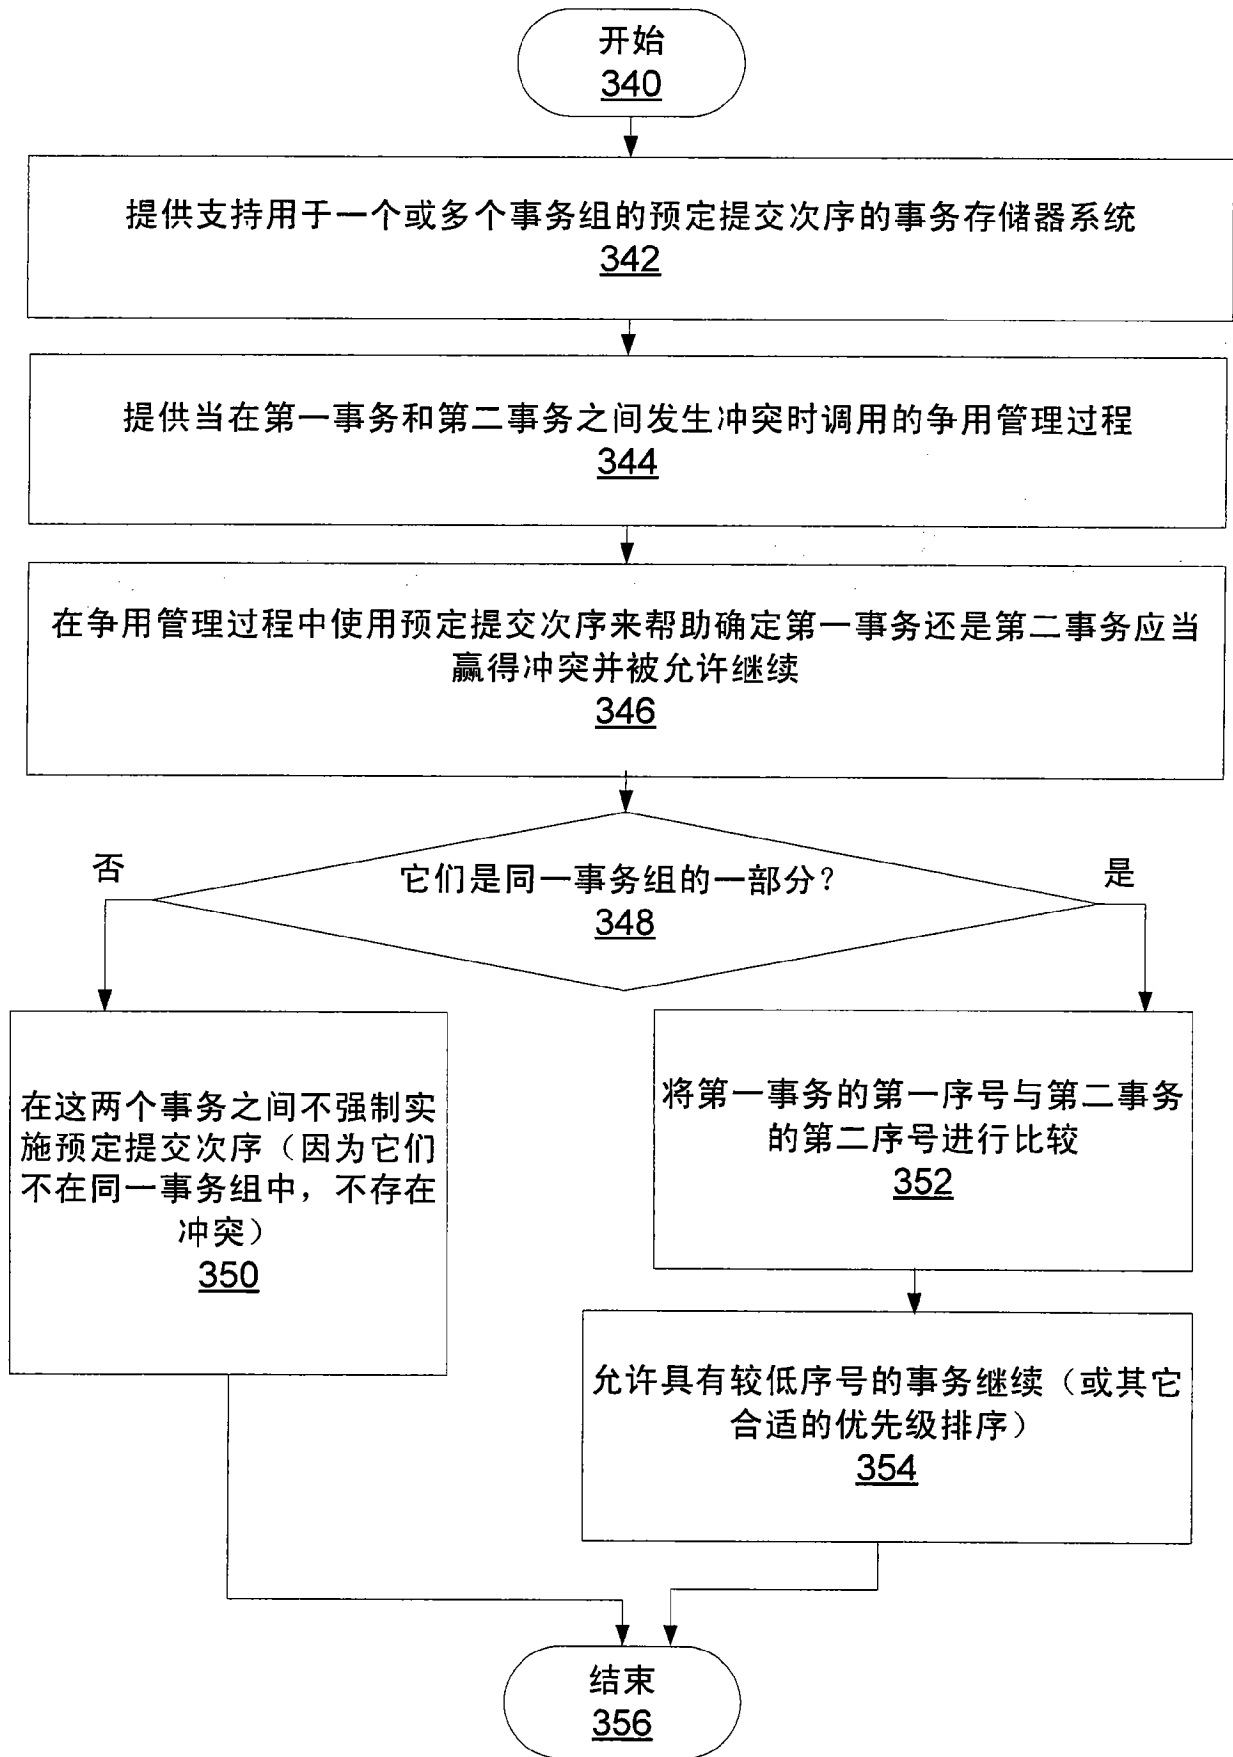 开始
340
提供支持用于一个或多个事务组的预定提交次序的事务存储器系统
342
提供当在第一事务和第二事务之间发生冲突时调用的争用管理过程
344
在争用管理过程中使用预定提交次序来帮助确定第一事务还是第二事务应当
赢得冲突并被允许继续
346
它们是同一事务组的一部分？
348
否
是
在这两个事务之间不强制实
施预定提交次序（因为它们
不在同一事务组中，不存在
冲突）
350
将第一事务的第一序号与第二事务
的第二序号进行比较
352
允许具有较低序号的事务继续（或其它
合适的优先级排序）
354
结束
356